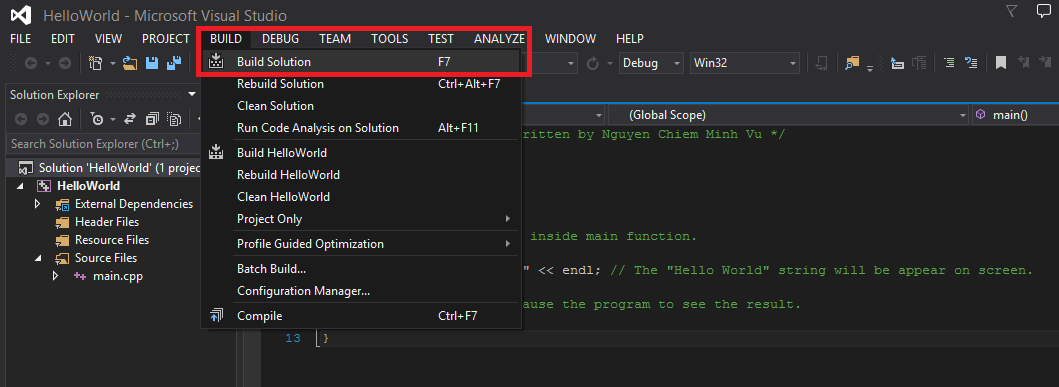 HelloWorld - Microsoft Visual Studio
FILE EDIT VIEW PROJECT BUILD DEBUG TEAM TOOLS TEST ANALYZE WINDOW HELP
Debug Win32
Build Solution F7
Rebuild Solution Ctrl+Alt+F7
Clean Solution
Run Code Analysis on Solution Alt+F11
Build HelloWorld
Rebuild HelloWorld
Clean HelloWorld
Project Only
Profile Guided Optimization
Batch Build...
Configuration Manager...
Compile Ctrl+F7
Solution Explorer
Search Solution Explorer (Ctrl+;)
Solution 'HelloWorld' (1 projec
HelloWorld
External Dependencies
Header Files
Resource Files
Source Files
main.cpp
(Global Scope) main()
ritten by Nguyen Chiem Minh Vu */
inside main function.
" << endl; // The "Hello World" string will be appear on screen.
ause the program to see the result.
13 }